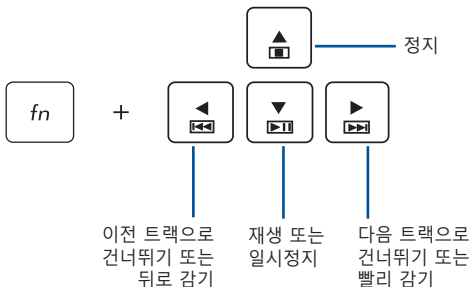 정지
fn
+
이전 트랙으로
건너뛰기 또는
뒤로 감기
재생 또는
일시정지
다음 트랙으로
건너뛰기 또는
빨리 감기